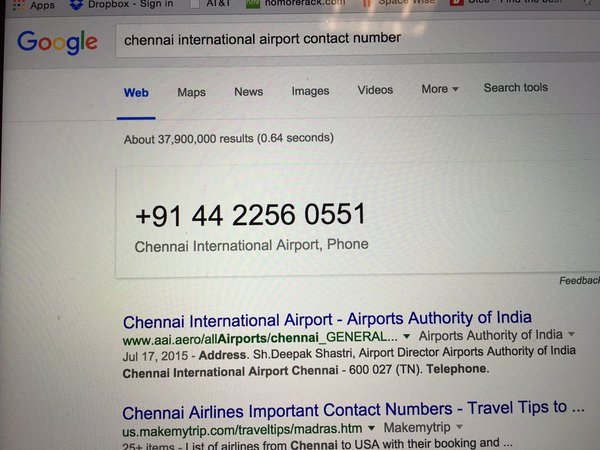 Apps Dropbox - Sign in AT&T nomorerack.com Space Wise Dice - Find the best
Google chennai international airport contact number
Web Maps News Images Videos More Search tools
About 37,900,000 results (0.64 seconds)
+91 44 2256 0551
Chennai International Airport, Phone
Feedback
Chennai International Airport - Airports Authority of India
www.aai.aero/allAirports/chennai_GENERAL... Airports Authority of India
Jul 17, 2015 - Address. Sh.Deepak Shastri, Airport Director Airports Authority of India
Chennai International Airport Chennai - 600 027 (TN). Telephone.
Chennai Airlines Important Contact Numbers - Travel Tips to ...
us.makemytrip.com/traveltips/madras.htm Makemytrip
25+ items - List of airlines from Chennai to USA with their booking and ...